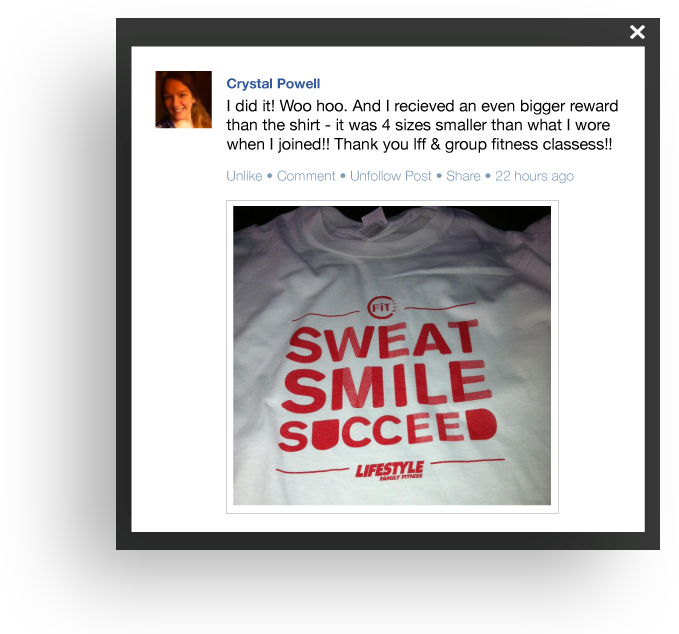 Crystal Powell
I did it! Woo hoo. And I recieved an even bigger reward
than the shirt - it was 4 sizes smaller than what I wore
when I joined!! Thank you lff & group fitness classess!!
Unlike • Comment • Unfollow Post • Share • 22 hours ago
FiT
SWEAT
SMILE
SUCCEED
LIFESTYLE
FAMILY FITNESS